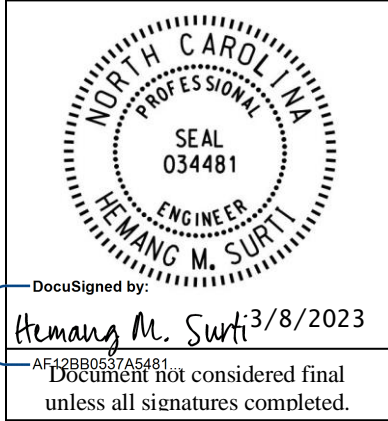 NORTH CAROLINA
PROFESSIONAL
SEAL
034481
ENGINEER
HEMANG M. SURTI
DocuSigned by:
Hemang M. Surti 3/8/2023
AF12BB0537A5481...
Document not considered final
unless all signatures completed.